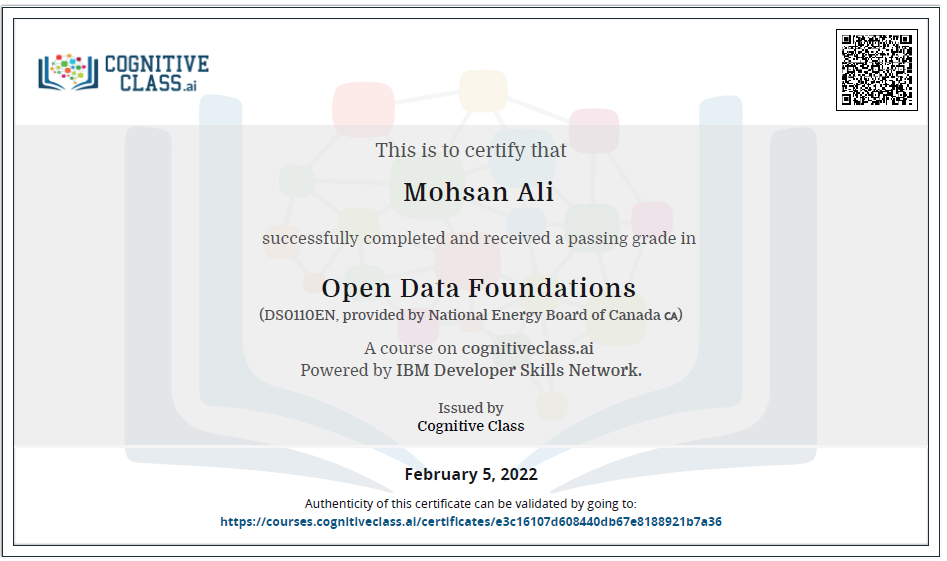 COGNITIVE
CLASS.ai
This is to certify that
Mohsan Ali
successfully completed and received a passing grade in
Open Data Foundations
(DS0110EN, provided by National Energy Board of Canada CA)
A course on cognitiveclass.ai
Powered by IBM Developer Skills Network.
Issued by
Cognitive Class
February 5, 2022
Authenticity of this certificate can be validated by going to:
https://courses.cognitiveclass.ai/certificates/e3c16107d608440db67e8188921b7a36